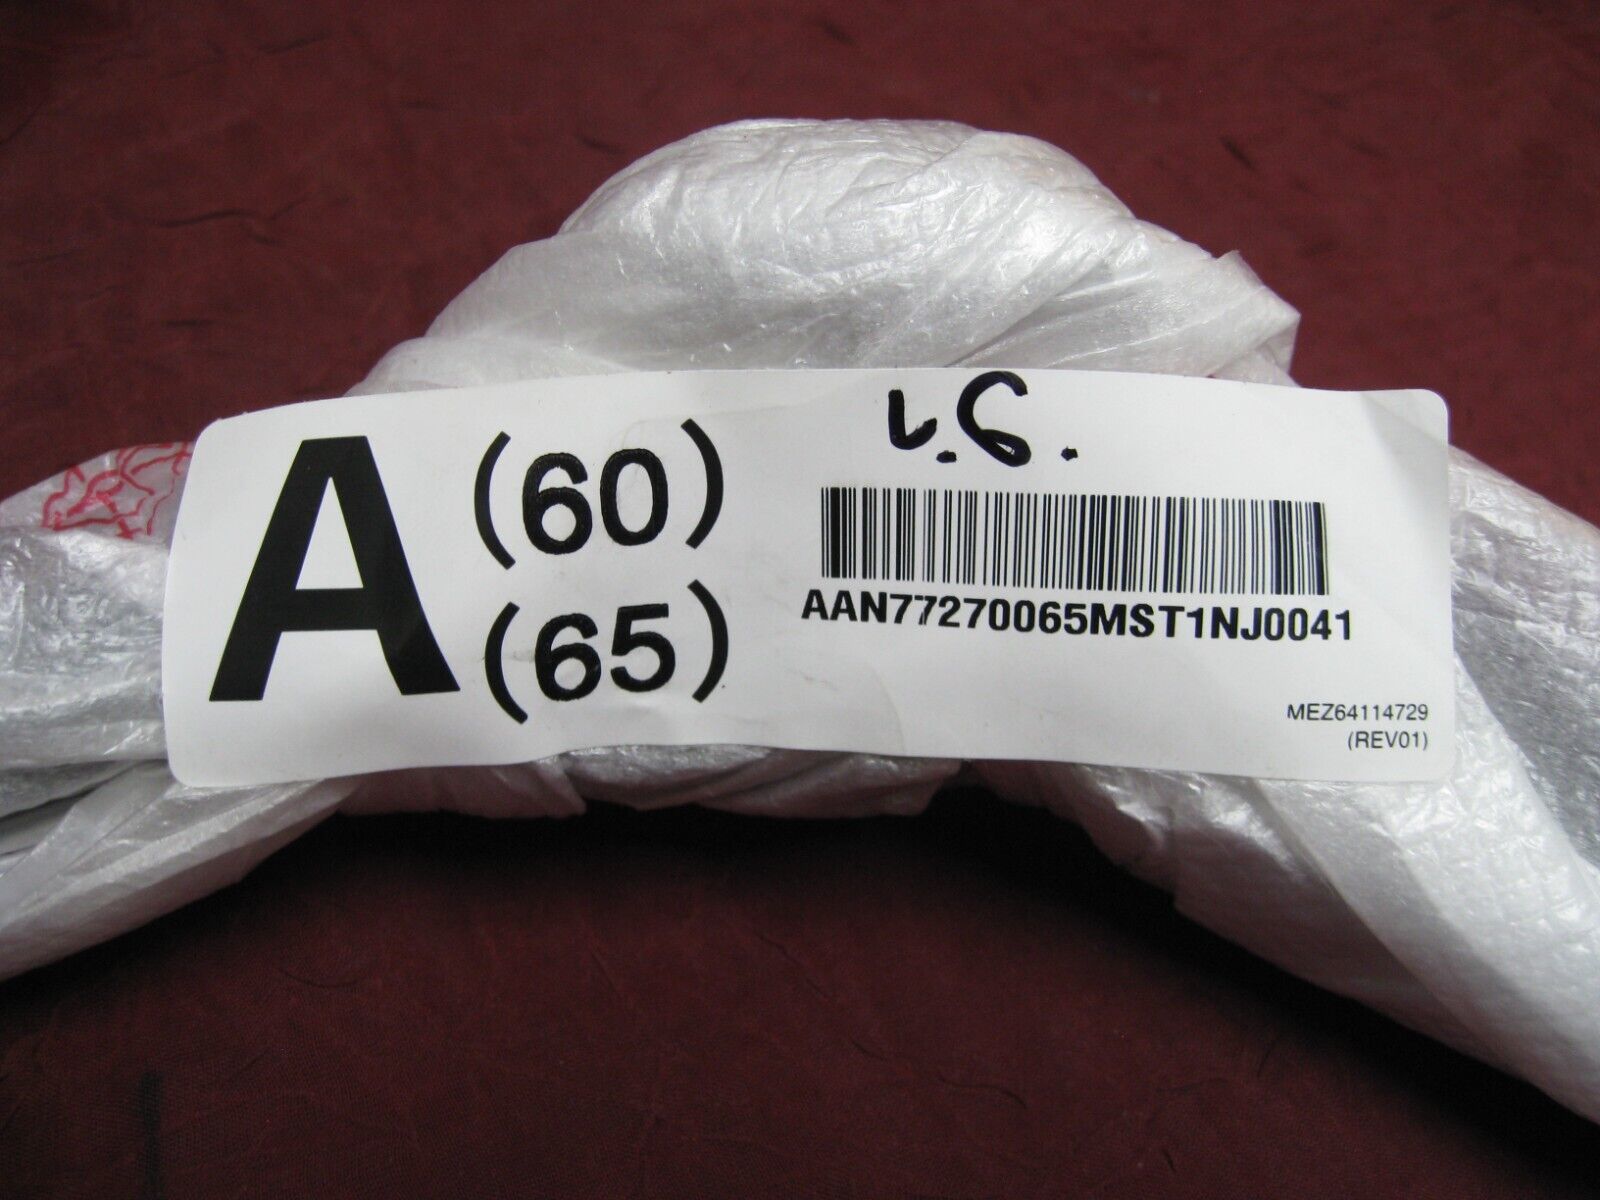 A
(60)
(65)
AAN77270065MST1NJ0041
MEZ64114729
(REV01)